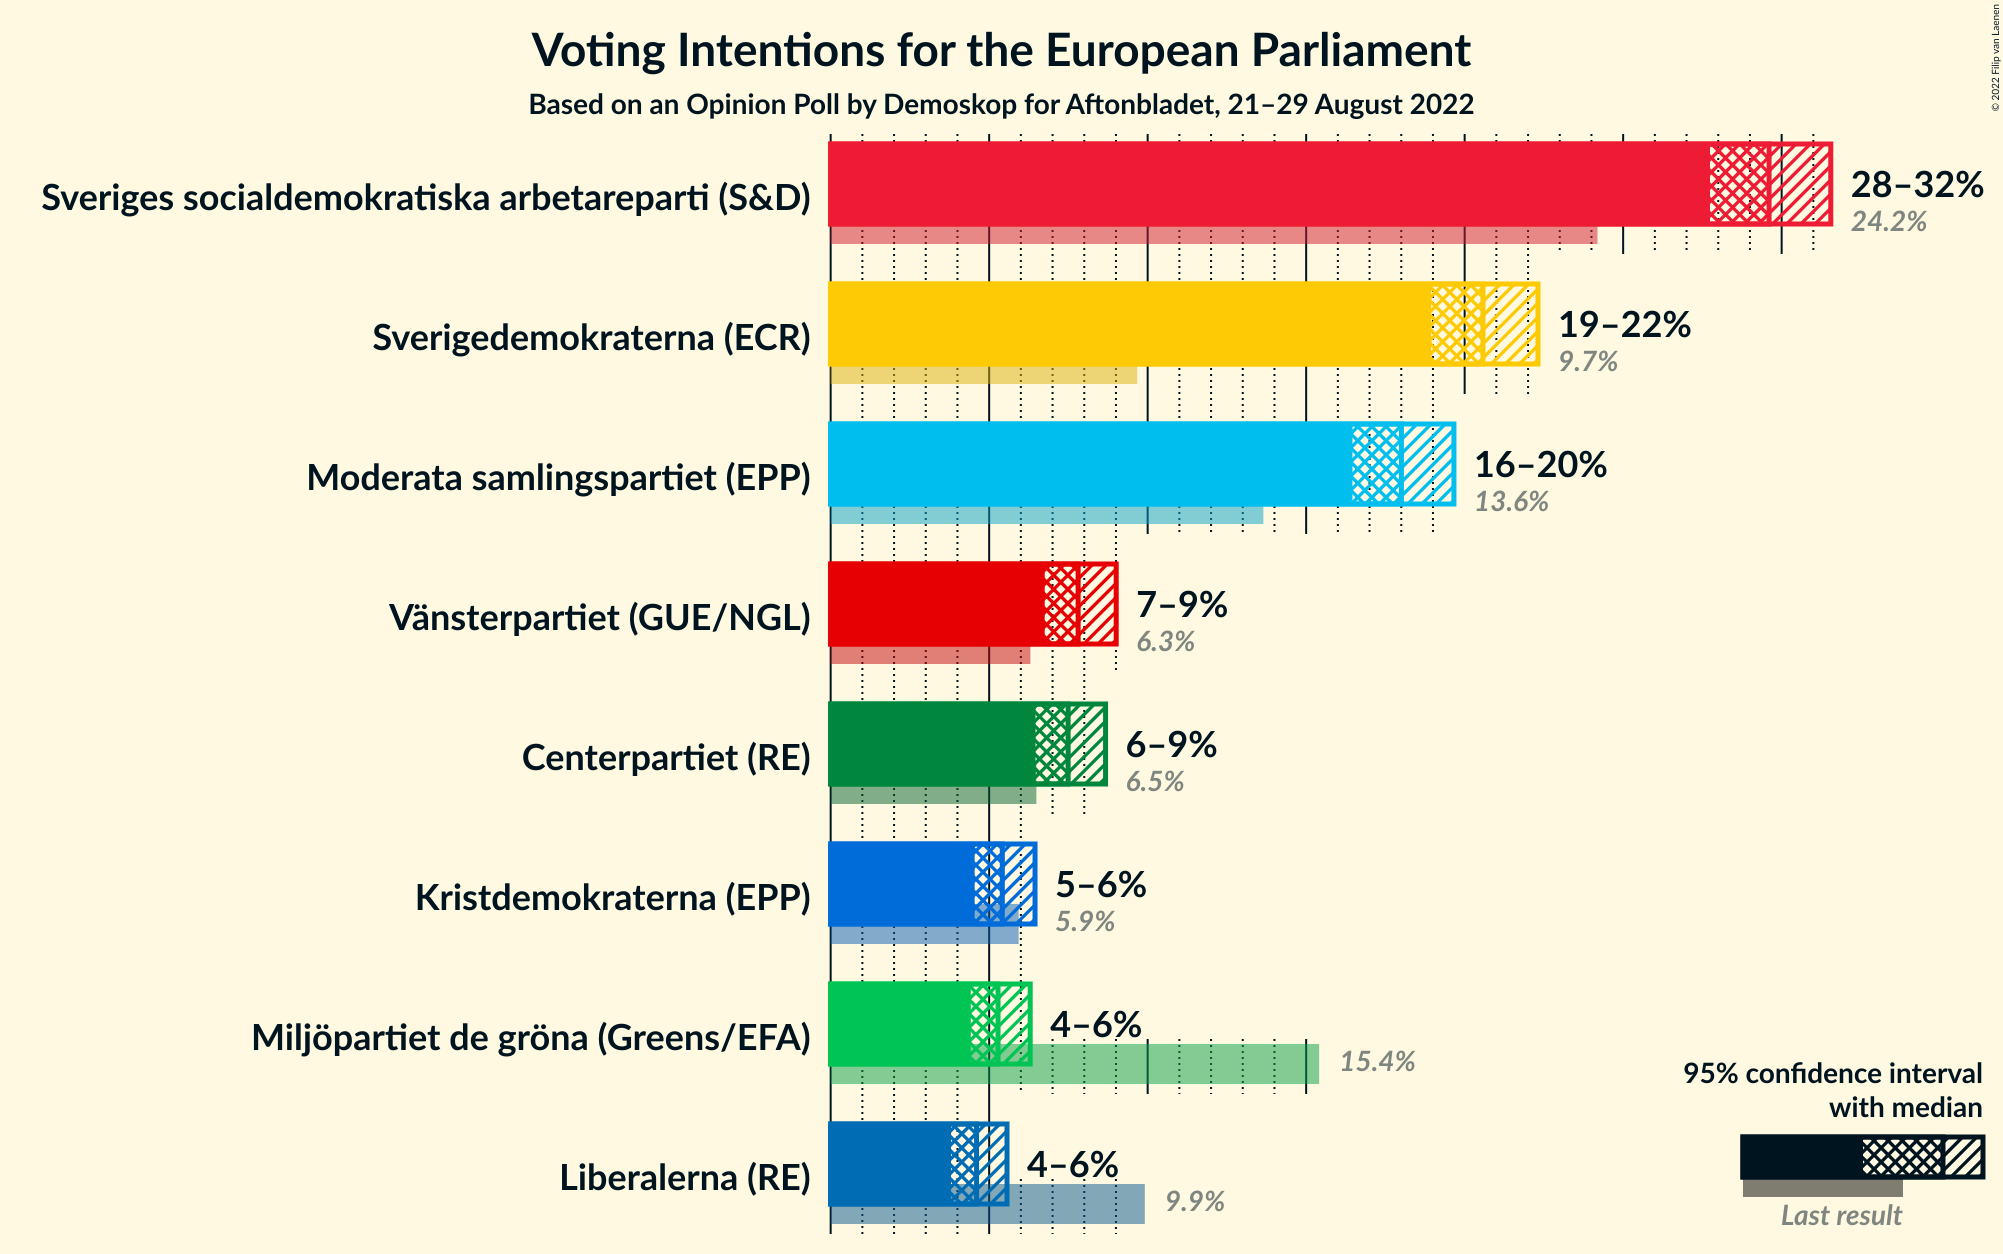 Voting Intentions for the European Parliament
Based on an Opinion Poll by Demoskop for Aftonbladet, 21–29 August 2022
© 2022 Filip van Laenen
Sveriges socialdemokratiska arbetareparti (S&D)
28–32%
24.2%
Sverigedemokraterna (ECR)
19–22%
9.7%
Moderata samlingspartiet (EPP)
16–20%
13.6%
Vänsterpartiet (GUE/NGL)
7–9%
6.3%
Centerpartiet (RE)
6–9%
6.5%
Kristdemokraterna (EPP)
5–6%
5.9%
Miljöpartiet de gröna (Greens/EFA)
4–6%
15.4%
Liberalerna (RE)
4–6%
9.9%
95% confidence interval
with median
Last result